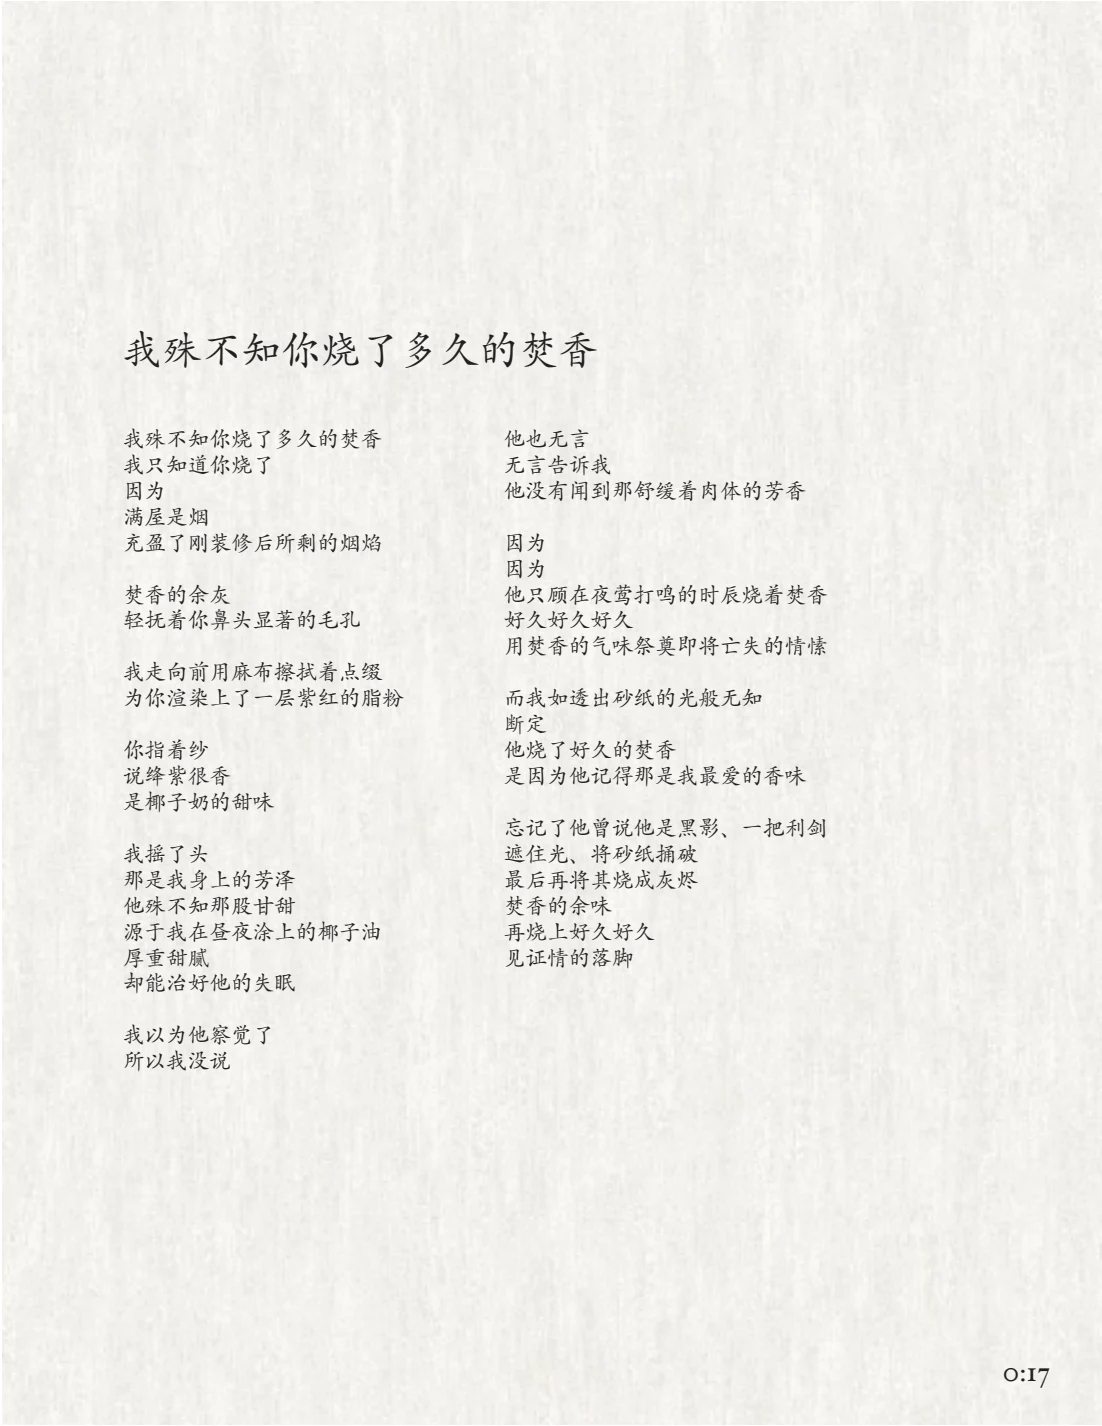 我殊不知你烧了多久的焚香
我殊不知你烧了多久的焚香
我只知道你烧了
因为
满屋是烟
充盈了刚装修后所剩的烟焰
焚香的余灰
轻抚着你鼻头显著的毛孔
我走向前用麻布擦拭着点缀
为你渲染上了一层紫红的脂粉
你指着纱
说绛紫很香
是椰子奶的甜味
我摇了头
那是我身上的芳泽
他殊不知那股甘甜
源于我在昼夜涂上的椰子油
厚重甜腻
却能治好他的失眠
我以为他察觉了
所以我没说
他也无言
无言告诉我
他没有闻到那舒缓着肉体的芳香
因为
因为
他只顾在夜莺打鸣的时辰烧着焚香
好久好久好久
用焚香的气味祭奠即将亡失的情愫
而我如透出砂纸的光般无知
断定
他烧了好久的焚香
是因为他记得那是我最爱的香味
忘记了他曾说他是黑影、一把利剑
遮住光、将砂纸捅破
最后再将其烧成灰烬
焚香的余味
再烧上好久好久
见证情的落脚
0:17